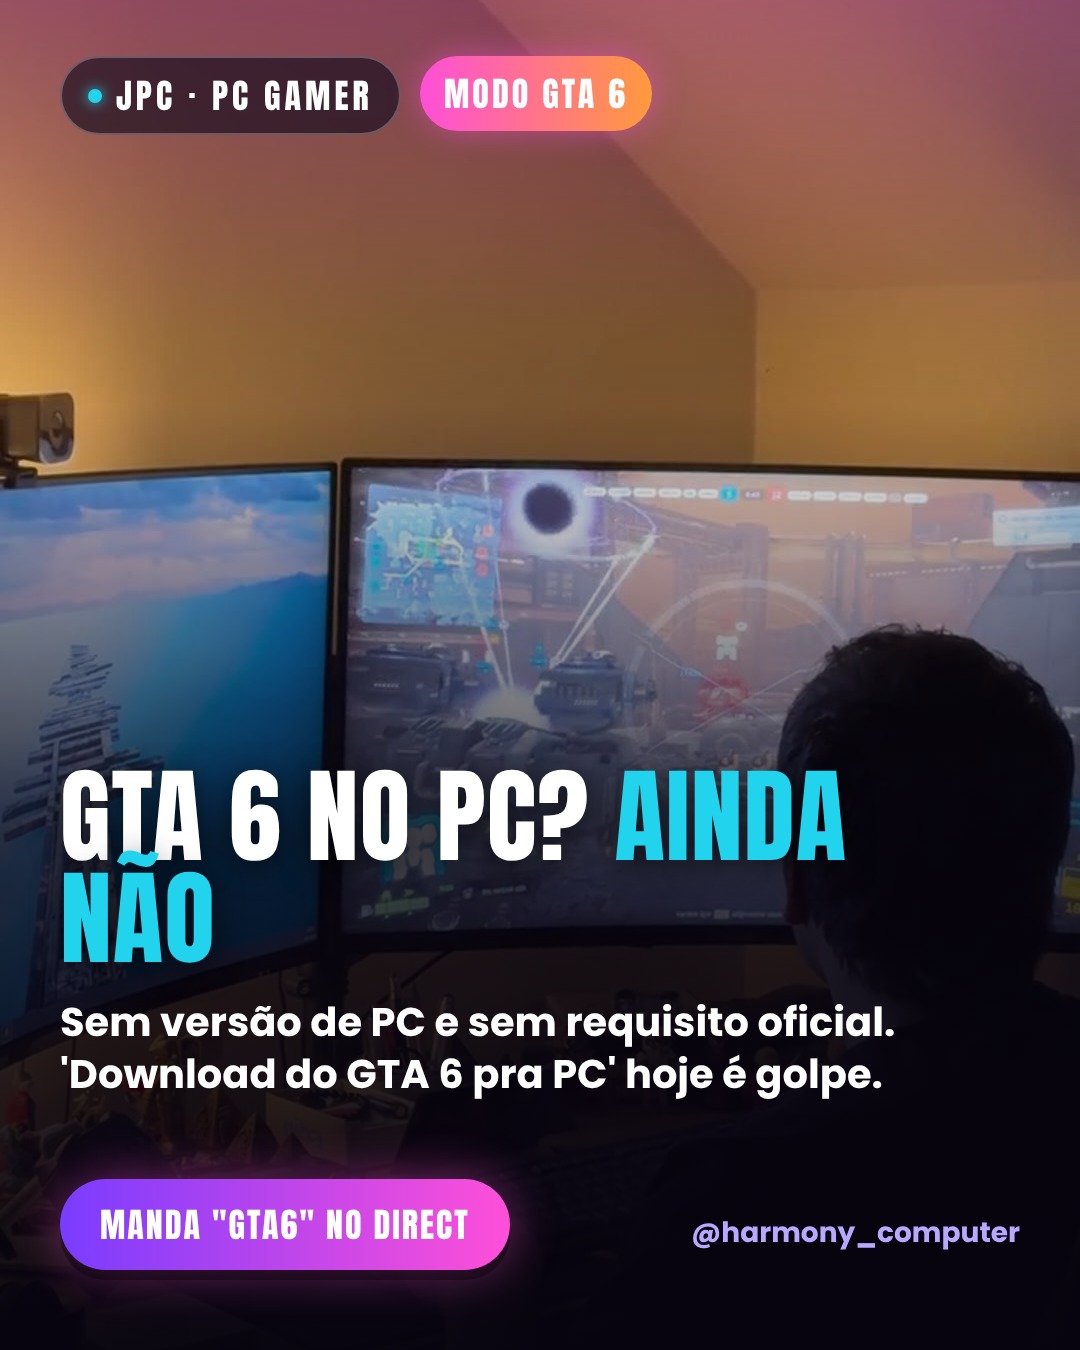 JPC · PC GAMER
MODO GTA 6
GTA 6 NO PC? AINDA
NÃO
Sem versão de PC e sem requisito oficial.
'Download do GTA 6 pra PC' hoje é golpe.
MANDA "GTA6" NO DIRECT
@harmony_computer